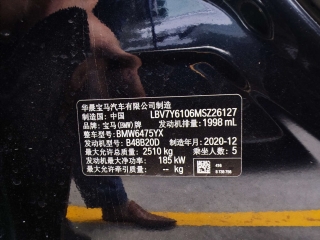 华晨宝马汽车有限公司制造
制造国：中国 LBV7Y6106MSZ26127
品牌：宝马(BMW)牌 发动机排量：1998 mL
整车型号：BMW6475YX
发动机型号：B48B20D 制造年月：2020-12
最大允许总质量：2510 kg 乘坐人数：5
发动机最大净功率：185 kW
最大允许牵引质量：-- kg